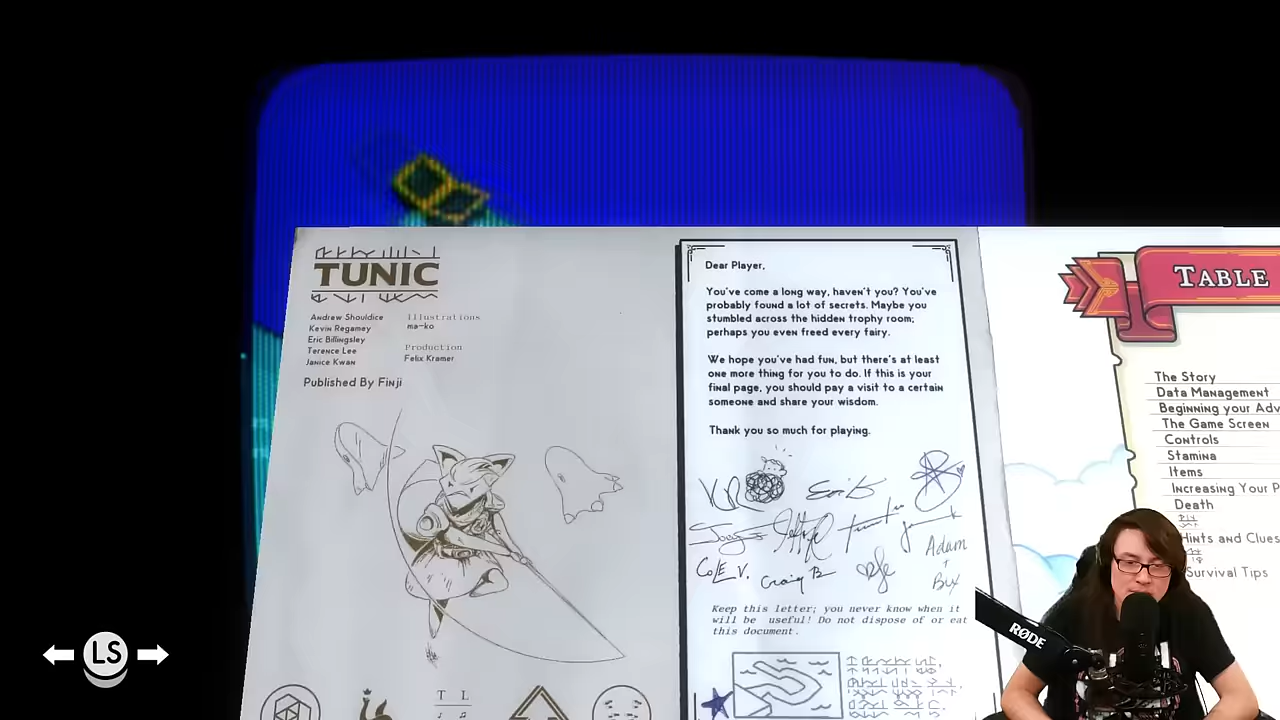 TUNIC
Andrew Shouldice
Kevin Regamey
Eric Billingsley
Terence Lee
Janice Kwan
Illustrations
ma-ko
Production
Felix Kramer
Published By Finji
T L
Dear Player,
You've come a long way, haven't you? You've
probably found a lot of secrets. Maybe you
stumbled across the hidden trophy room;
perhaps you even freed every fairy.
We hope you've had fun, but there's at least
one more thing for you to do. If this is your
final page, you should pay a visit to a certain
someone and share your wisdom.
Thank you so much for playing.
Adam
+
Bix
Keep this letter; you never know when it
will be useful! Do not dispose of or eat
this document.
TABLE
The Story
Data Management
Beginning your
The Game Screen
Controls
Stamina
Items
Increasing Your
Death
Hints and Clues
Survival Tips
LS
RØDE